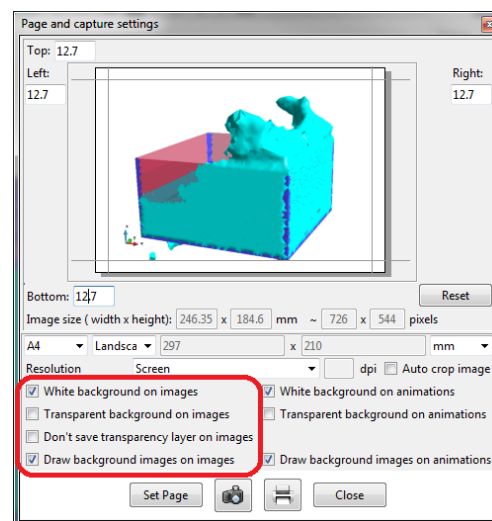 Page and capture settings
Top: 12.7
Left: Right:
12.7 12.7
Bottom: 12.7 Reset
Image size ( width x height): 246.35 x 184.6 mm ~ 726 x 544 pixels
A4 Landsca 297 x 210 mm
Resolution Screen dpi Auto crop image
White background on images White background on animations
Transparent background on images Transparent background on animations
Don't save transparency layer on images
Draw background images on images Draw background images on animations
Set Page Close